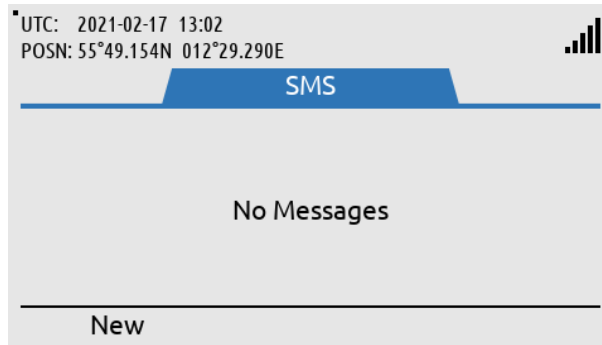 UTC: 2021-02-17 13:02
POSN: 55°49.154N 012°29.290E
SMS
No Messages
New